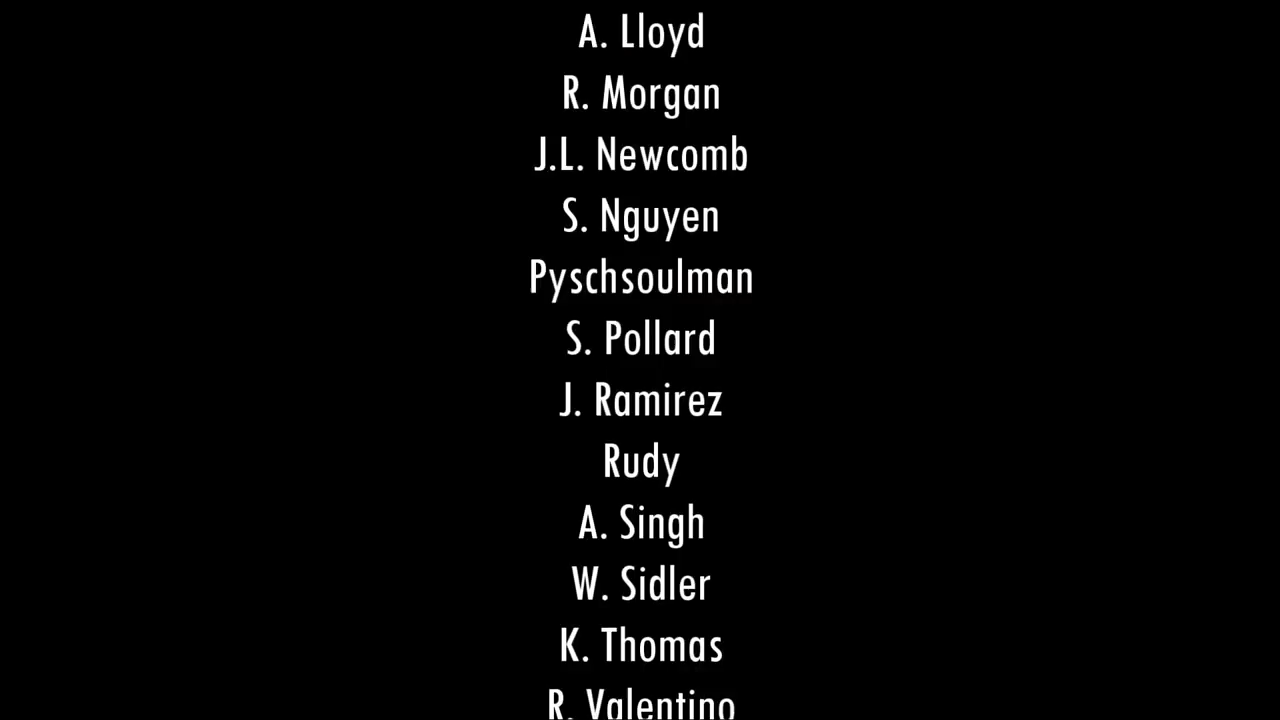 A. Lloyd
R. Morgan
J.L. Newcomb
S. Nguyen
Pyschsoulman
S. Pollard
J. Ramirez
Rudy
A. Singh
W. Sidler
K. Thomas
R. Valentino